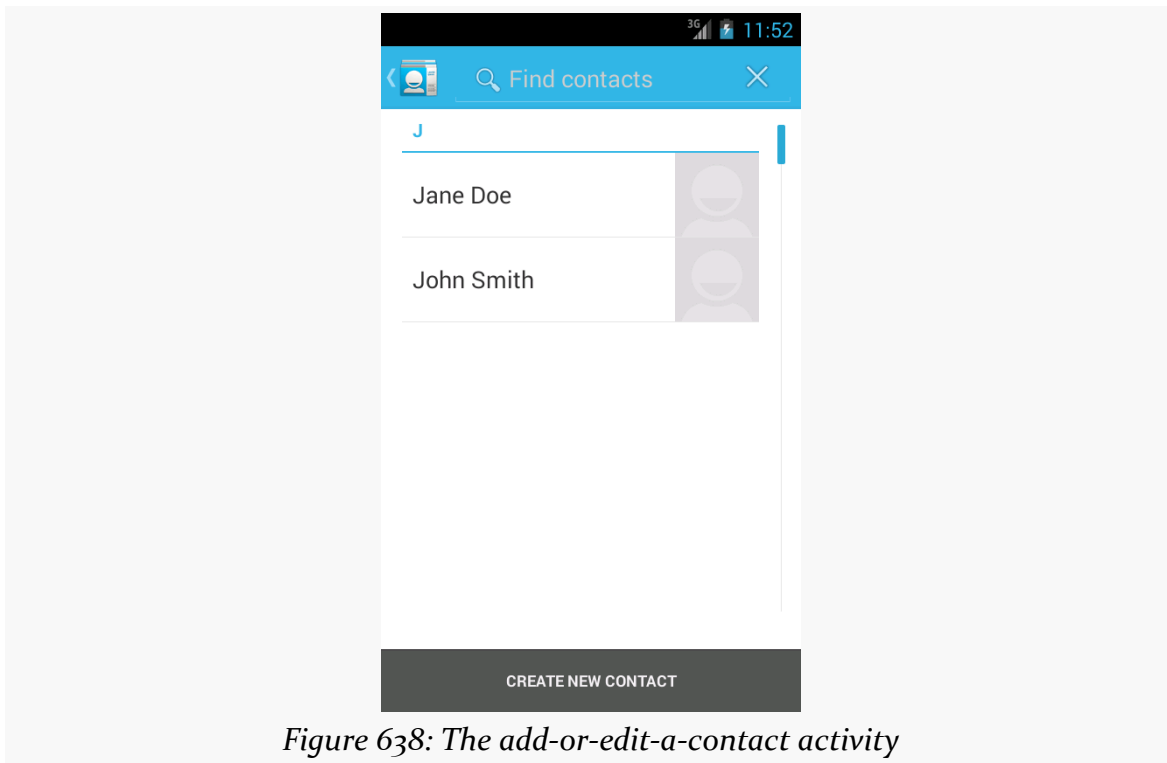 3G 11:52
Find contacts
J
Jane Doe
John Smith
CREATE NEW CONTACT
Figure 638: The add-or-edit-a-contact activity